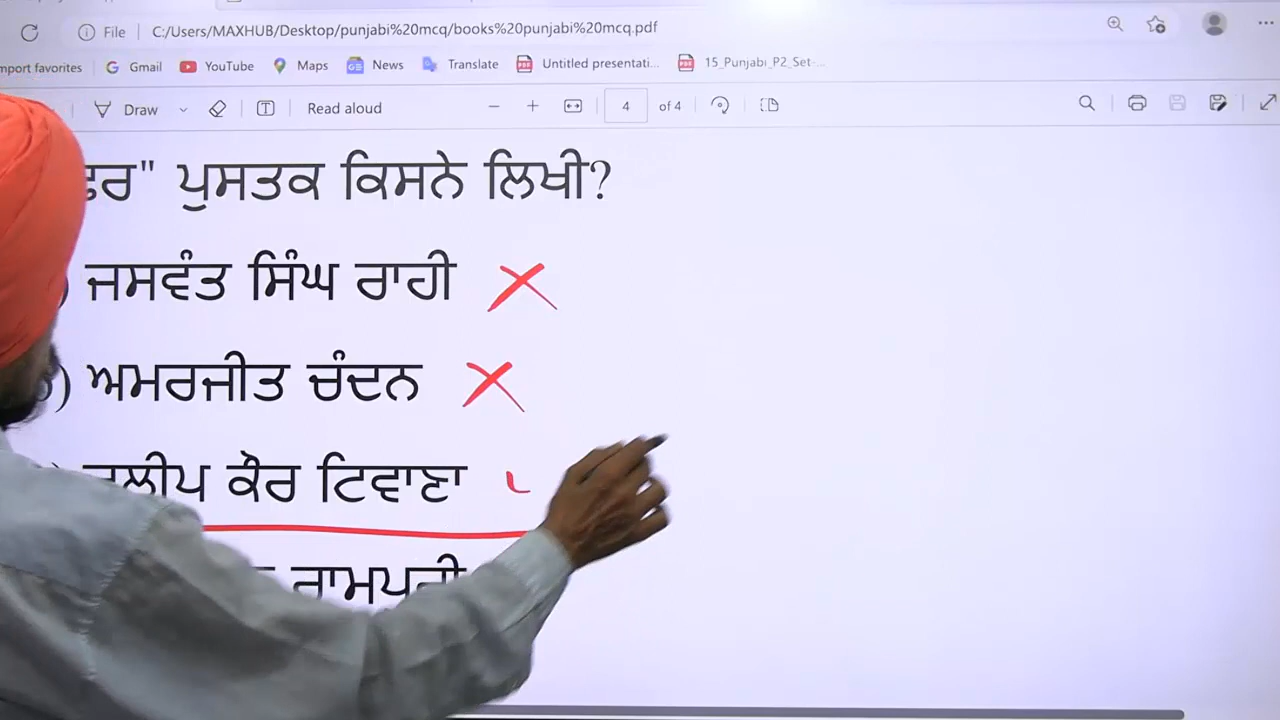 File C:/Users/MAXHUB/Desktop/punjabi%20mcq/books%20punjabi%20mcq.pdf
mport favorites Gmail YouTube Maps News Translate Untitled presentati... 15_Punjabi_P2_Set-...
Draw Read aloud 4 of 4
ਪੁਸਤਕ ਕਿਸਨੇ ਲਿਖੀ?
ਜਸਵੰਤ ਸਿੰਘ ਰਾਹੀ
ਅਮਰਜੀਤ ਚੰਦਨ
ਕੌਰ ਟਿਵਾਣਾ